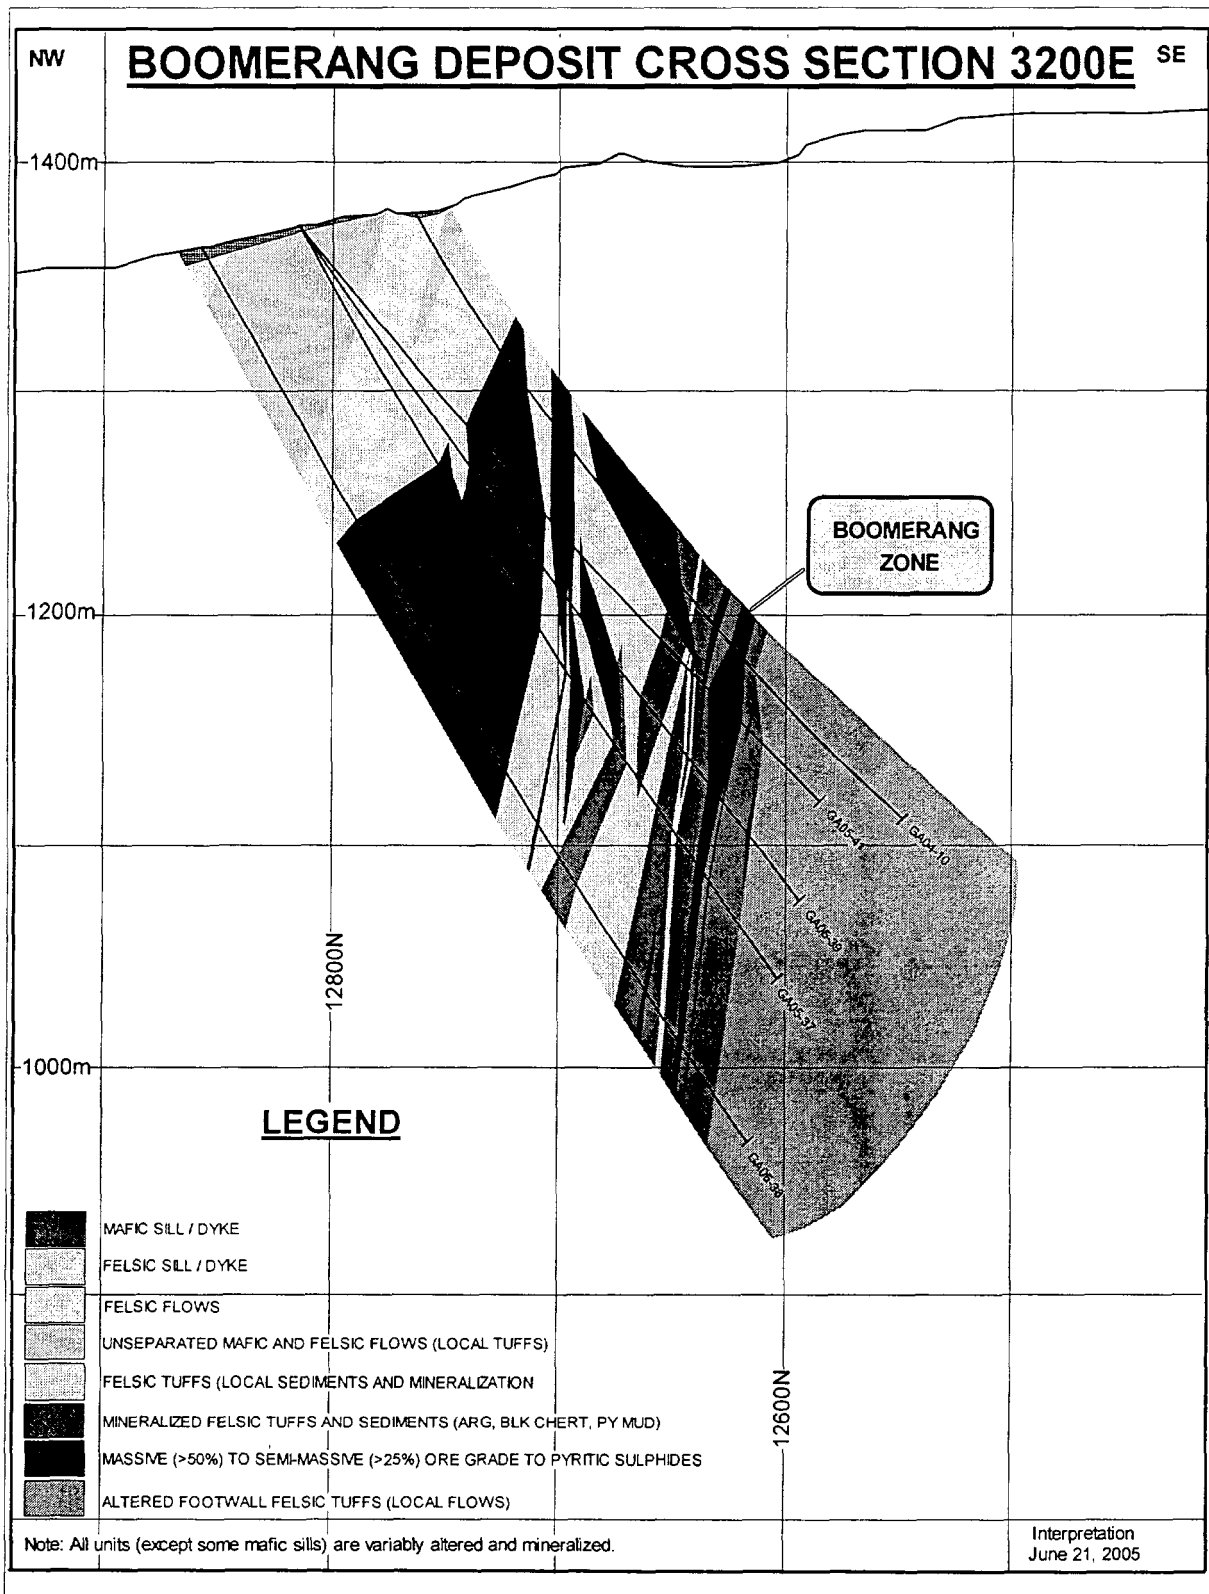 NW
BOOMERANG DEPOSIT CROSS SECTION 3200E
SE
1400m
BOOMERANG
ZONE
1200m
GA05-41
GA04-10
GA05-37
12800N
1000m
LEGEND
MAFIC SILL / DYKE
FELSIC SILL / DYKE
FELSIC FLOWS
UNSEPARATED MAFIC AND FELSIC FLOWS (LOCAL TUFFS)
FELSIC TUFFS (LOCAL SEDIMENTS AND MINERALIZATION
MINERALIZED FELSIC TUFFS AND SEDIMENTS (ARG, BLK CHERT, PY MUD)
MASSIVE (>50%) TO SEMI-MASSIVE (>25%) ORE GRADE TO PYRITIC SULPHIDES
ALTERED FOOTWALL FELSIC TUFFS (LOCAL FLOWS)
12600N
Note: All units (except some mafic sills) are variably altered and mineralized.
Interpretation
June 21, 2005